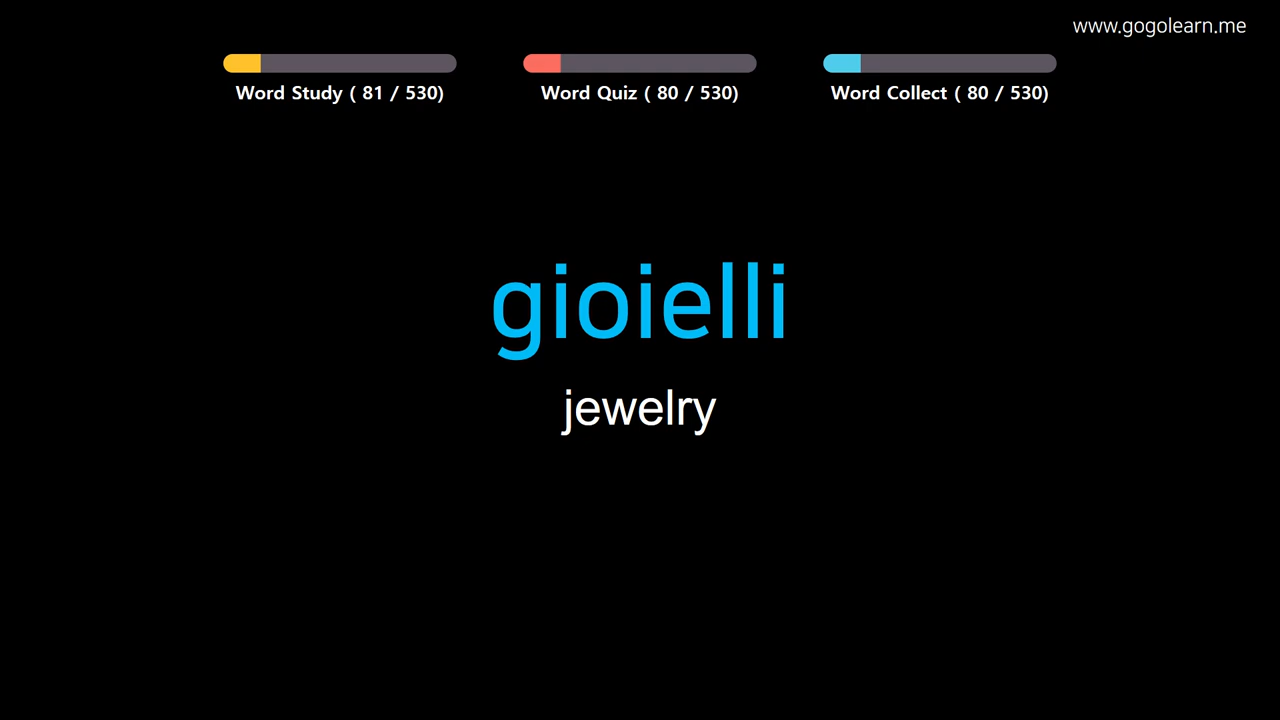 www.gogolearn.me
Word Study ( 81 / 530)
Word Quiz ( 80 / 530)
Word Collect ( 80 / 530)
gioielli
jewelry